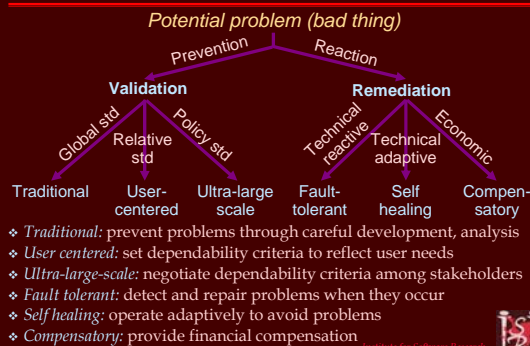 Potential problem (bad thing)
Prevention
Reaction
Validation
Remediation
Global std
Relative
std
Policy std
Technical
reactive
Technical
adaptive
Economic
Traditional
User-
centered
Ultra-large
scale
Fault-
tolerant
Self
healing
Compen-
satory
❖ Traditional: prevent problems through careful development, analysis
❖ User centered: set dependability criteria to reflect user needs
❖ Ultra-large-scale: negotiate dependability criteria among stakeholders
❖ Fault tolerant: detect and repair problems when they occur
❖ Self healing: operate adaptively to avoid problems
❖ Compensatory: provide financial compensation